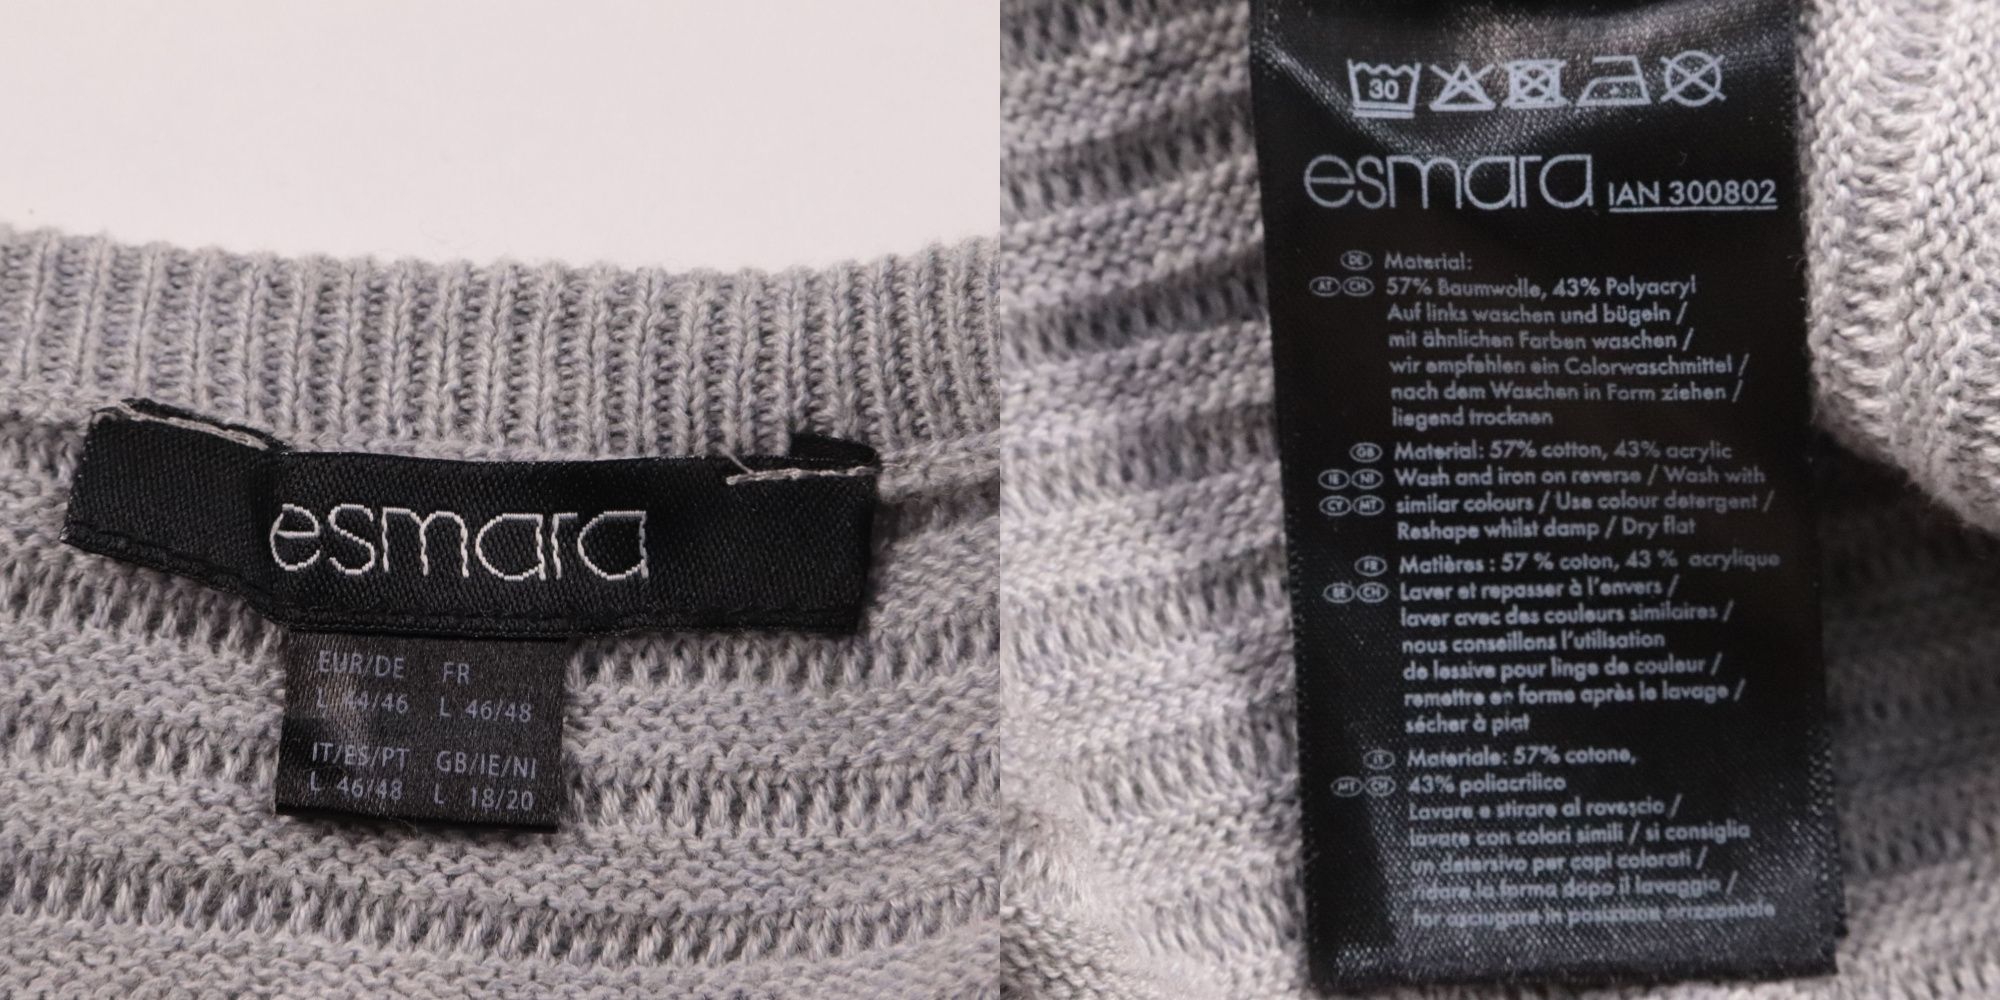 esmara
EUR/DE FR
L 44/46 L 46/48
IT/ES/PT GB/IE/NI
L 46/48 L 18/20
30
esmara IAN 300802
DE Material:
AT CH 57% Baumwolle, 43% Polyacryl
Auf links waschen und bügeln /
mit ähnlichen Farben waschen /
wir empfehlen ein Colorwaschmittel /
nach dem Waschen in Form ziehen /
liegend trocknen
GB Material: 57% cotton, 43% acrylic
IE NI Wash and iron on reverse / Wash with
CY MT similar colours / Use colour detergent /
Reshape whilst damp / Dry flat
FR Matières : 57 % coton, 43 % acrylique
BE CH Laver et repasser à l'envers /
laver avec des couleurs similaires /
nous conseillons l'utilisation
de lessive pour linge de couleur /
remettre en forme après le lavage /
sécher à plat
IT Materiale: 57% cotone,
MT CH 43% poliacrilico
Lavare e stirare al rovescio /
lavare con colori simili / si consiglia
un detersivo per capi colorati /
ridare la forma dopo il lavaggio /
far asciugare in posizione orizzontale